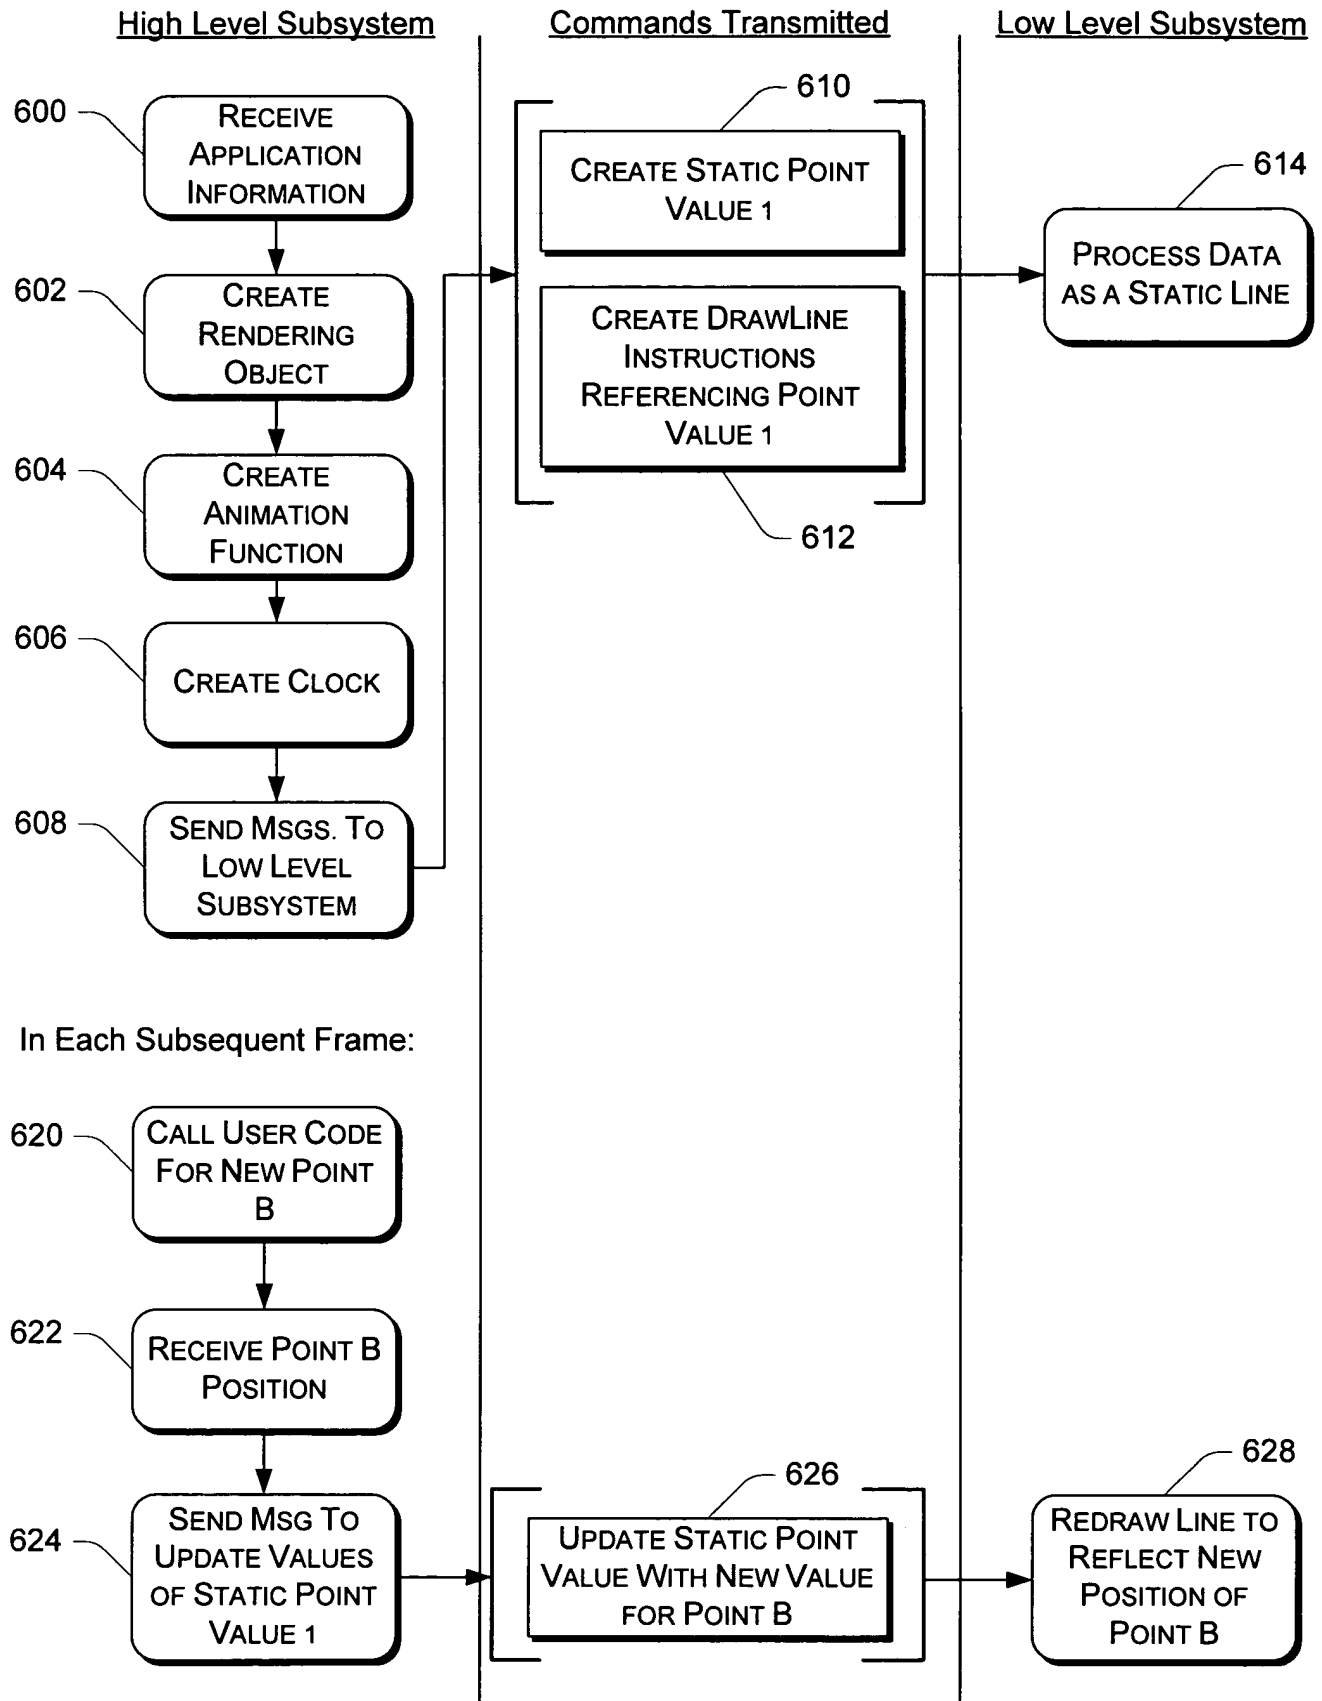 High Level Subsystem
Commands Transmitted
Low Level Subsystem
600
RECEIVE
APPLICATION
INFORMATION
602
CREATE
RENDERING
OBJECT
604
CREATE
ANIMATION
FUNCTION
606
CREATE CLOCK
608
SEND MSGS. TO
LOW LEVEL
SUBSYSTEM
610
CREATE STATIC POINT
VALUE 1
CREATE DRAWLINE
INSTRUCTIONS
REFERENCING POINT
VALUE 1
612
614
PROCESS DATA
AS A STATIC LINE
In Each Subsequent Frame:
620
CALL USER CODE
FOR NEW POINT
B
622
RECEIVE POINT B
POSITION
624
SEND MSG TO
UPDATE VALUES
OF STATIC POINT
VALUE 1
626
UPDATE STATIC POINT
VALUE WITH NEW VALUE
FOR POINT B
628
REDRAW LINE TO
REFLECT NEW
POSITION OF
POINT B